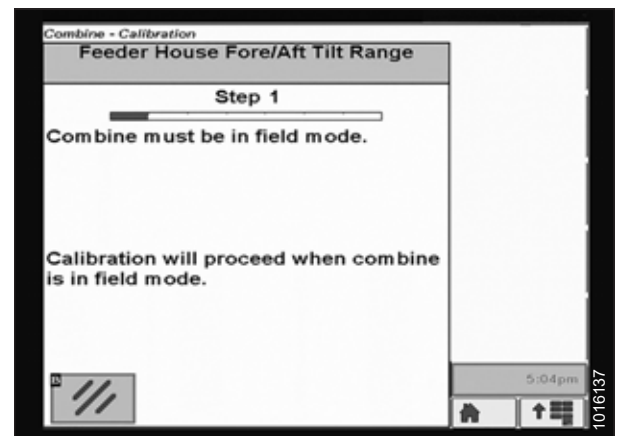 Combine - Calibration
Feeder House Fore/Aft Tilt Range
Step 1
Combine must be in field mode.
Calibration will proceed when combine
is in field mode.
5:04pm
1016137